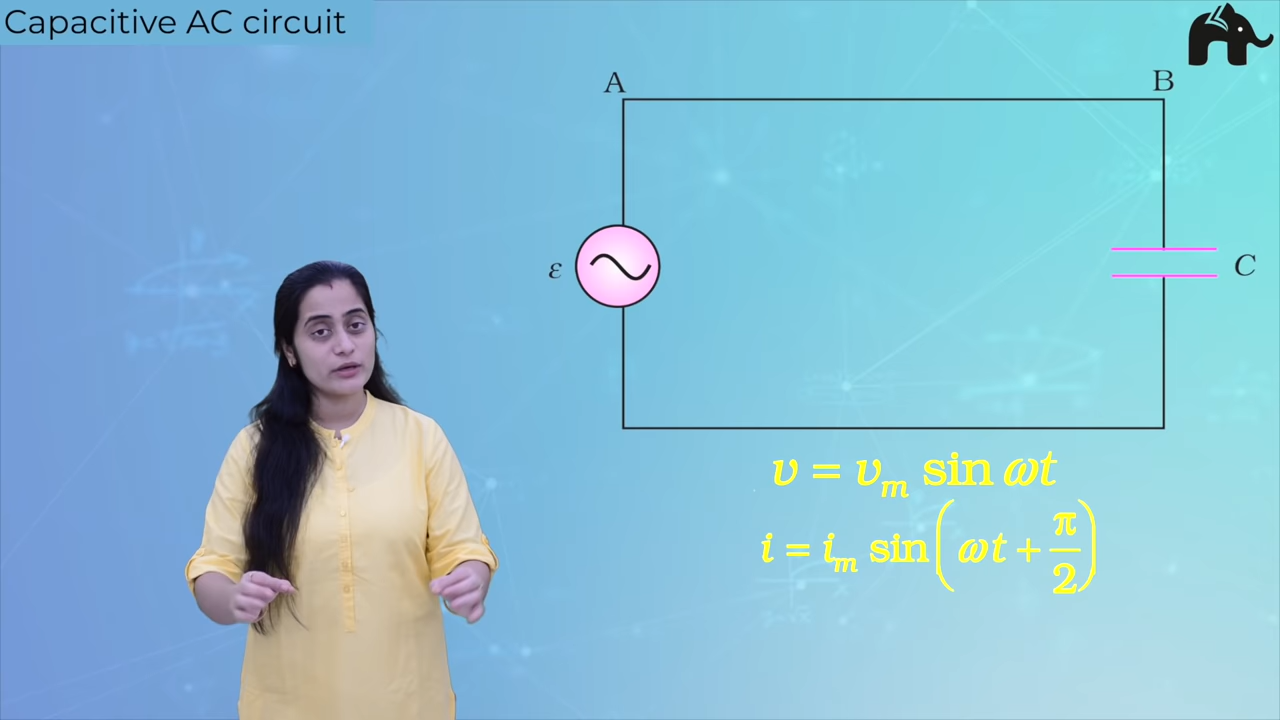 Capacitive AC circuit
A
B
ε
C
v = v_m sin ωt
i = i_m sin(ωt + π/2)